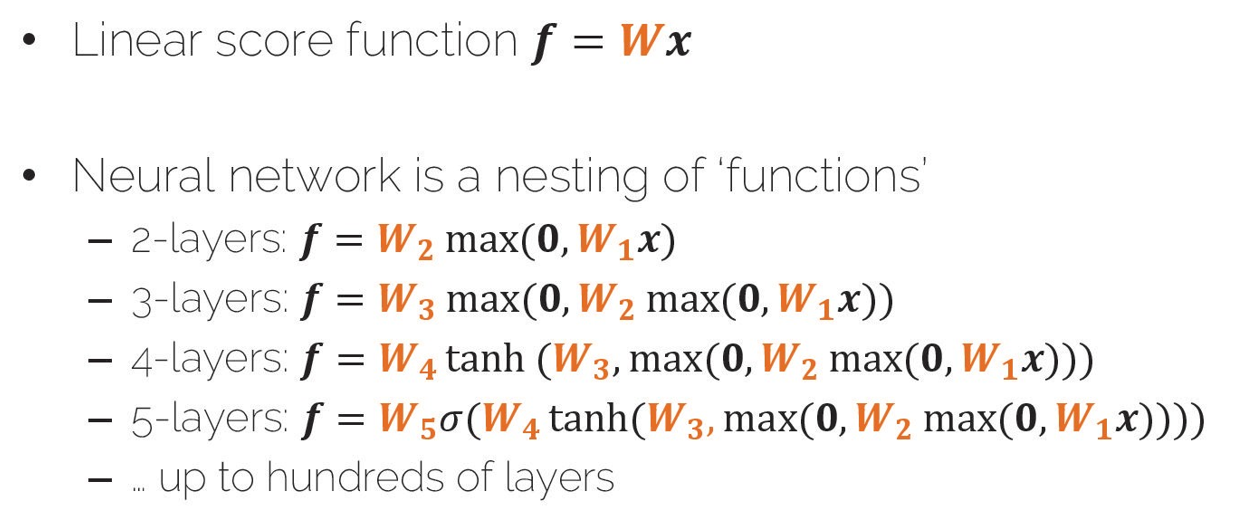 • Linear score function f = Wx
• Neural network is a nesting of ‘functions’
– 2-layers: f = W₂ max(0, W₁x)
– 3-layers: f = W₃ max(0, W₂ max(0, W₁x))
– 4-layers: f = W₄ tanh (W₃, max(0, W₂ max(0, W₁x)))
– 5-layers: f = W₅σ(W₄ tanh(W₃, max(0, W₂ max(0, W₁x))))
– … up to hundreds of layers